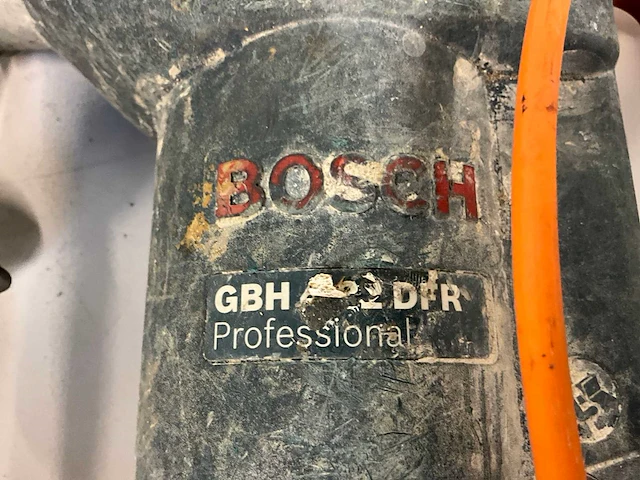 BOSCH
GBH DFR
Professional